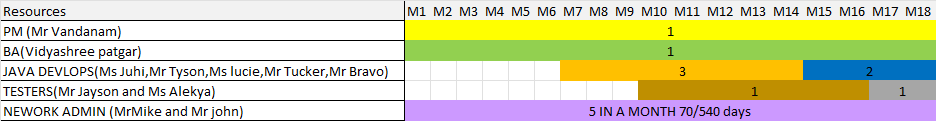 Resources M1 M2 M3 M4 M5 M6 M7 M8 M9 M10 M11 M12 M13 M14 M15 M16 M17 M18
PM (Mr Vandanam) 1
BA(Vidyashree patgar) 1
JAVA DEVLOPS(Ms Juhi,Mr Tyson,Ms lucie,Mr Tucker,Mr Bravo) 3 2
TESTERS(Mr Jayson and Ms Alekya) 1 1
NEWORK ADMIN (MrMike and Mr john) 5 IN A MONTH 70/540 days